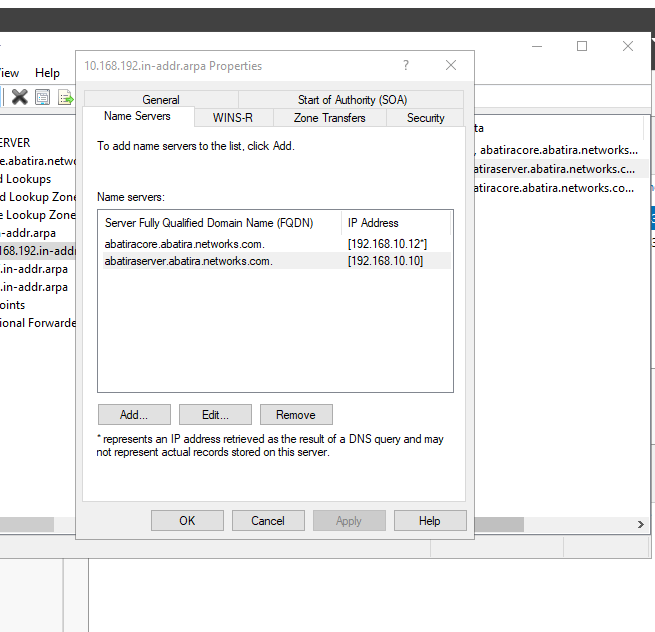 10.168.192.in-addr.arpa Properties
?
View Help
General Start of Authority (SOA)
Name Servers WINS-R Zone Transfers Security
To add name servers to the list, click Add.
Name servers:
Server Fully Qualified Domain Name (FQDN) IP Address
abatiracore.abatira.networks.com. [192.168.10.12*]
abatiraserver.abatira.networks.com. [192.168.10.10]
Add... Edit... Remove
* represents an IP address retrieved as the result of a DNS query and may
not represent actual records stored on this server.
OK Cancel Apply Help
ERVER
e.abatira.netwo
d Lookups
d Lookup Zone
e Lookup Zone
-addr.arpa
168.192.in-addr
.in-addr.arpa
.in-addr.arpa
oints
ional Forwarde
ta
, abatiracore.abatira.networks...
atiraserver.abatira.networks.c...
atiracore.abatira.networks.co...